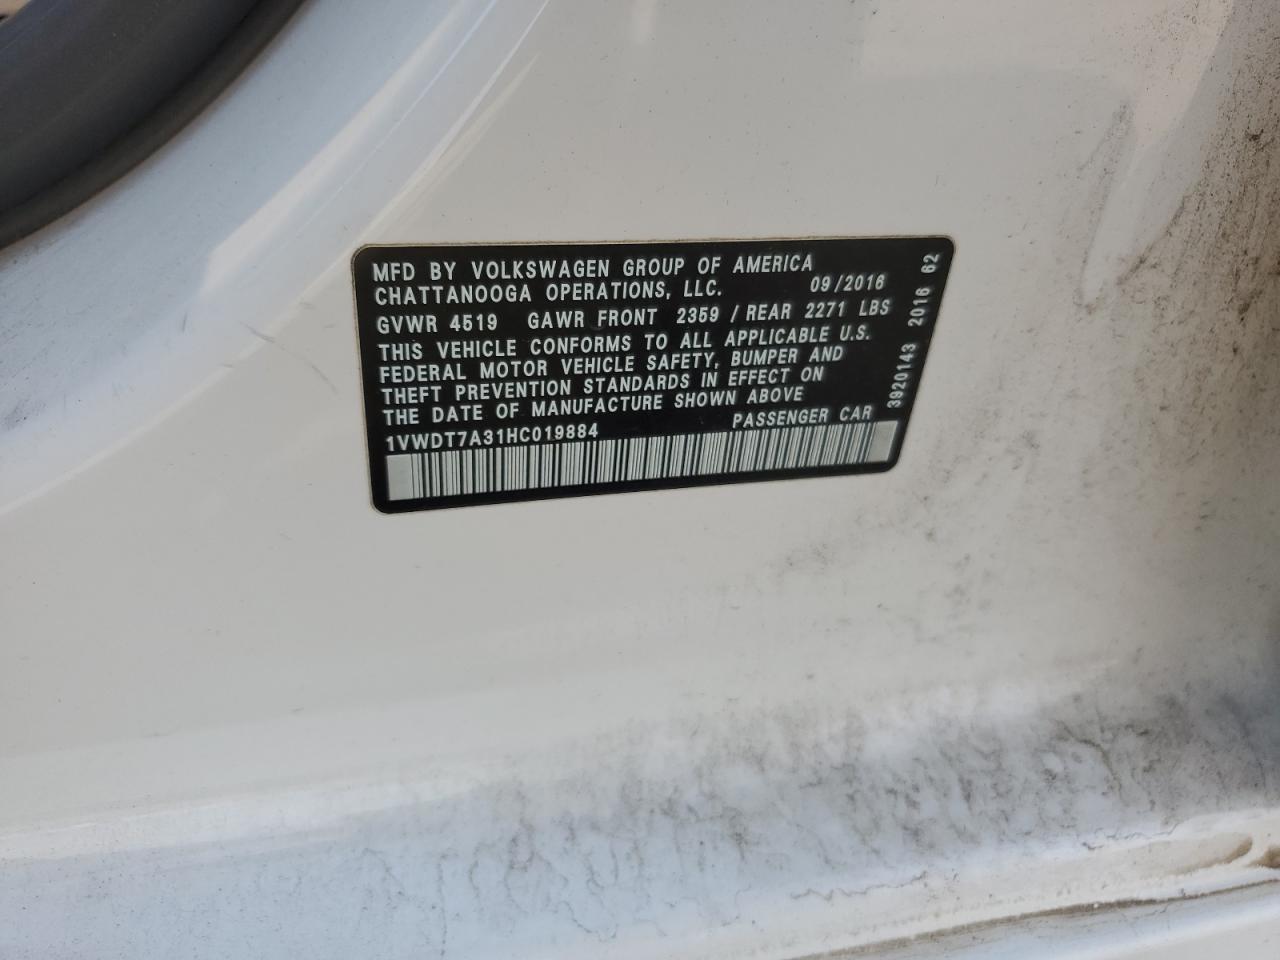 MFD BY VOLKSWAGEN GROUP OF AMERICA
CHATTANOOGA OPERATIONS, LLC. 09/2016
GVWR 4519 GAWR FRONT 2359 / REAR 2271 LBS
THIS VEHICLE CONFORMS TO ALL APPLICABLE U.S.
FEDERAL MOTOR VEHICLE SAFETY, BUMPER AND
THEFT PREVENTION STANDARDS IN EFFECT ON
THE DATE OF MANUFACTURE SHOWN ABOVE
1VWDT7A31HC019884 PASSENGER CAR
3920143 2016 62